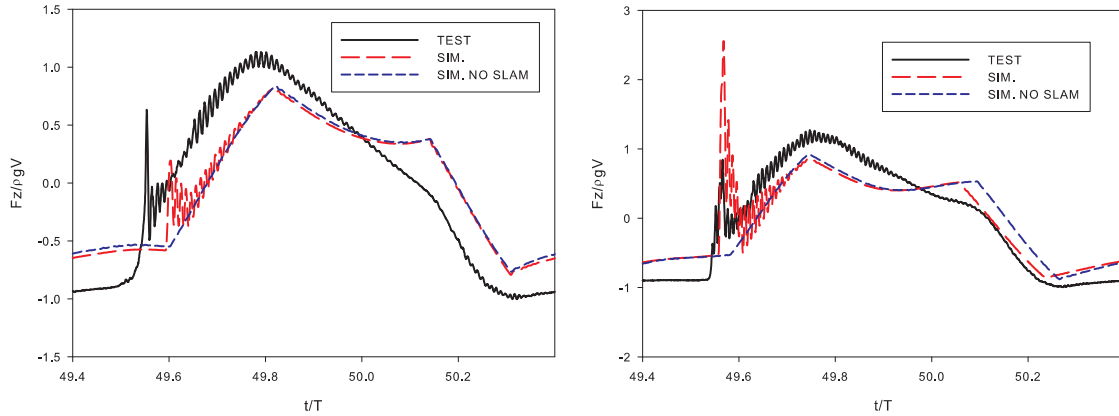 1.5
1.0
0.5
0.0
-0.5
-1.0
-1.5
Fz/ρgV
TEST
SIM.
SIM. NO SLAM
49.4 49.6 49.8 50.0 50.2
t/T
3
2
1
0
-1
-2
Fz/ρgV
TEST
SIM.
SIM. NO SLAM
49.4 49.6 49.8 50.0 50.2
t/T